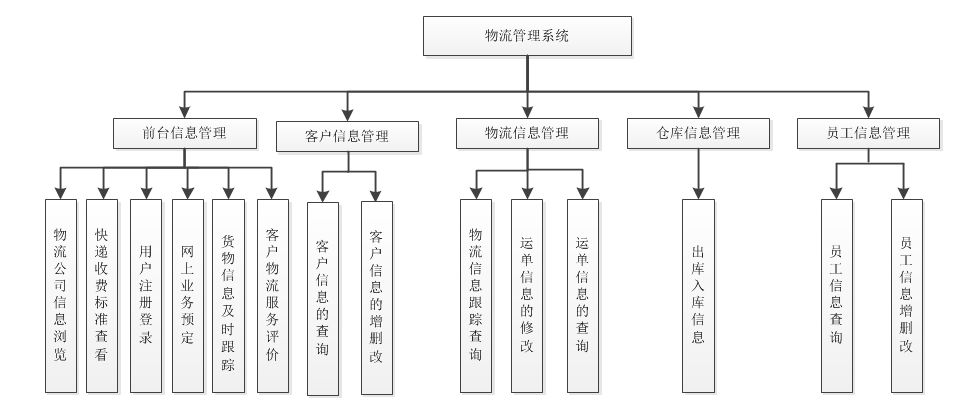 物流管理系统
前台信息管理
客户信息管理
物流信息管理
仓库信息管理
员工信息管理
物流公司信息浏览
快递收费标准查看
用户注册登录
网上业务预定
货物信息及时跟踪
客户物流服务评价
客户信息的查询
客户信息的增删改
物流信息跟踪查询
运单信息的修改
运单信息的查询
出库入库信息
员工信息查询
员工信息增删改